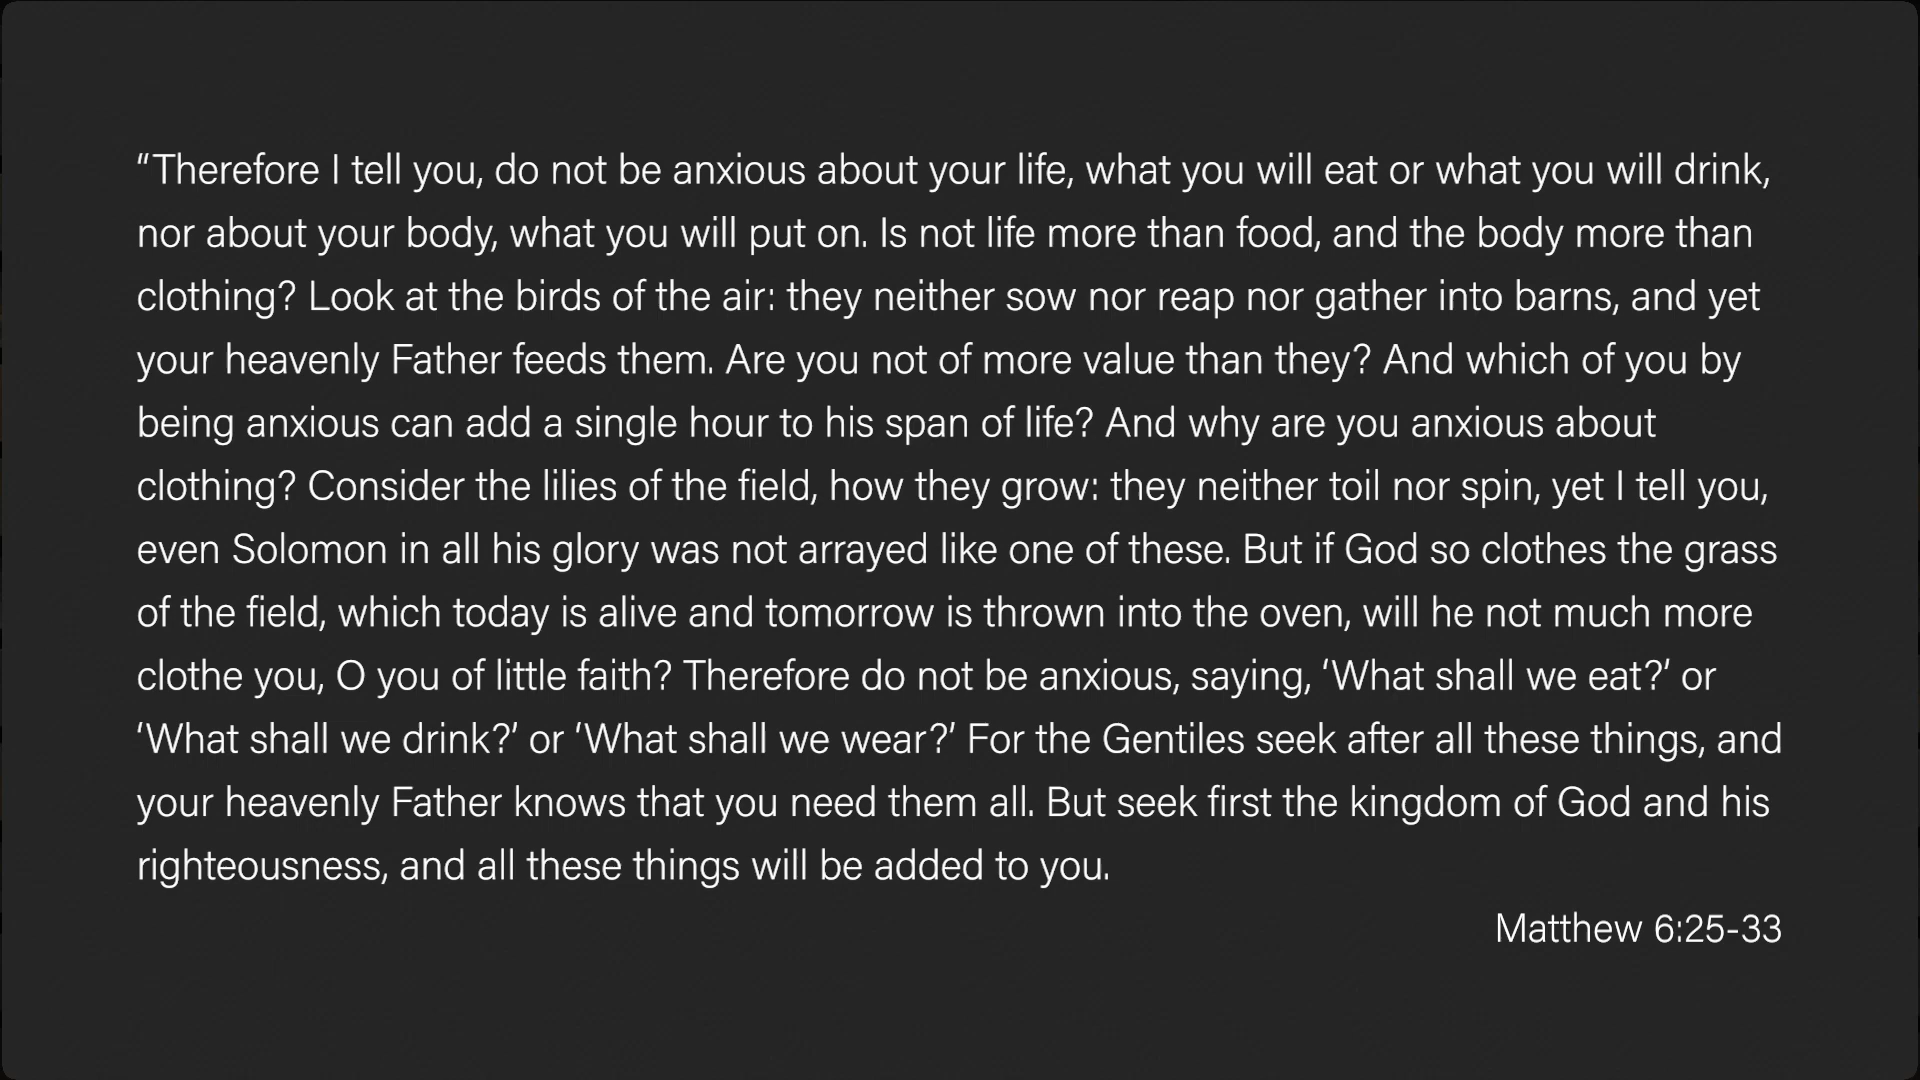 “Therefore I tell you, do not be anxious about your life, what you will eat or what you will drink,
nor about your body, what you will put on. Is not life more than food, and the body more than
clothing? Look at the birds of the air: they neither sow nor reap nor gather into barns, and yet
your heavenly Father feeds them. Are you not of more value than they? And which of you by
being anxious can add a single hour to his span of life? And why are you anxious about
clothing? Consider the lilies of the field, how they grow: they neither toil nor spin, yet I tell you,
even Solomon in all his glory was not arrayed like one of these. But if God so clothes the grass
of the field, which today is alive and tomorrow is thrown into the oven, will he not much more
clothe you, O you of little faith? Therefore do not be anxious, saying, ‘What shall we eat?’ or
‘What shall we drink?’ or ‘What shall we wear?’ For the Gentiles seek after all these things, and
your heavenly Father knows that you need them all. But seek first the kingdom of God and his
righteousness, and all these things will be added to you.
Matthew 6:25-33